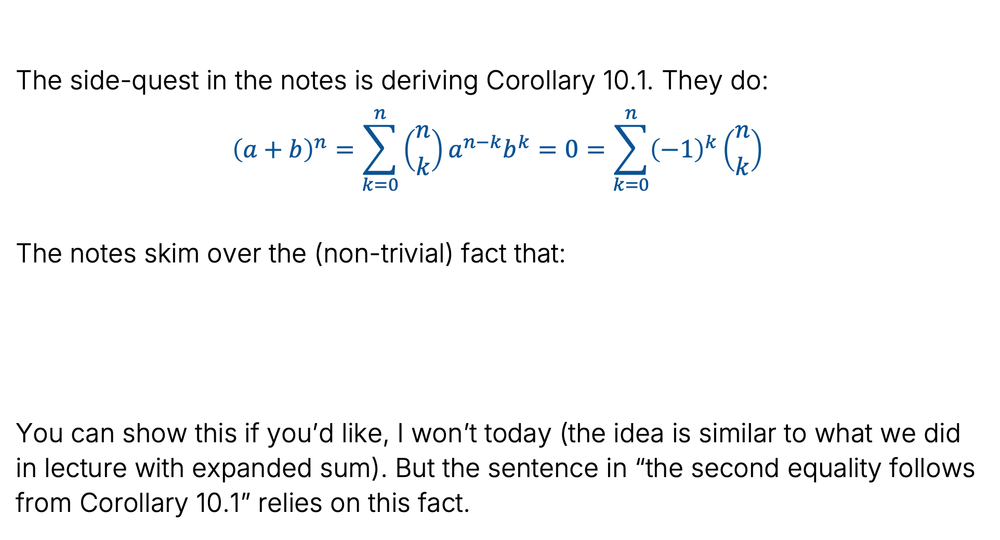 The side-quest in the notes is deriving Corollary 10.1. They do:
$(a + b)^n = \sum_{k=0}^{n} \binom{n}{k} a^{n-k} b^k = 0 = \sum_{k=0}^{n} (-1)^k \binom{n}{k}$
The notes skim over the (non-trivial) fact that:
You can show this if you’d like, I won’t today (the idea is similar to what we did
in lecture with expanded sum). But the sentence in “the second equality follows
from Corollary 10.1” relies on this fact.